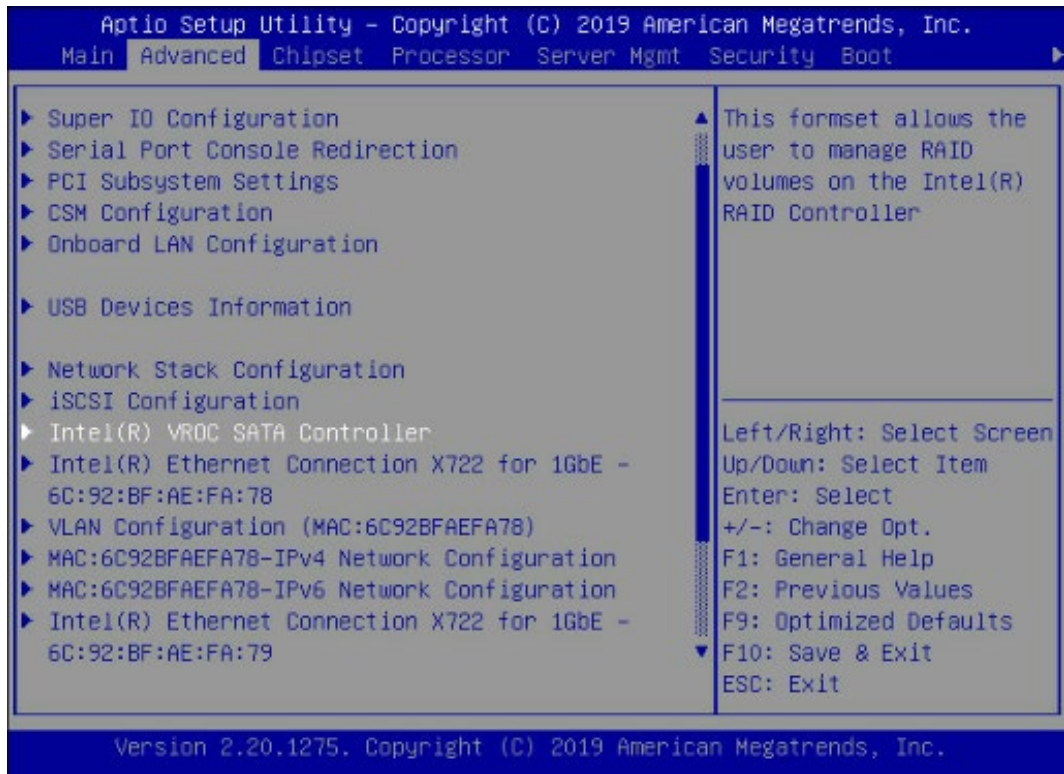 Aptio Setup Utility – Copyright (C) 2019 American Megatrends, Inc.
Main Advanced Chipset Processor Server Mgmt Security Boot
Super IO Configuration
Serial Port Console Redirection
PCI Subsystem Settings
CSM Configuration
Onboard LAN Configuration
USB Devices Information
Network Stack Configuration
iSCSI Configuration
Intel(R) VROC SATA Controller
Intel(R) Ethernet Connection X722 for 1GbE –
6C:92:BF:AE:FA:78
VLAN Configuration (MAC:6C92BFAEFA78)
MAC:6C92BFAEFA78-IPv4 Network Configuration
MAC:6C92BFAEFA78-IPv6 Network Configuration
Intel(R) Ethernet Connection X722 for 1GbE –
6C:92:BF:AE:FA:79
This formset allows the
user to manage RAID
volumes on the Intel(R)
RAID Controller
Left/Right: Select Screen
Up/Down: Select Item
Enter: Select
+/-: Change Opt.
F1: General Help
F2: Previous Values
F9: Optimized Defaults
F10: Save & Exit
ESC: Exit
Version 2.20.1275. Copyright (C) 2019 American Megatrends, Inc.